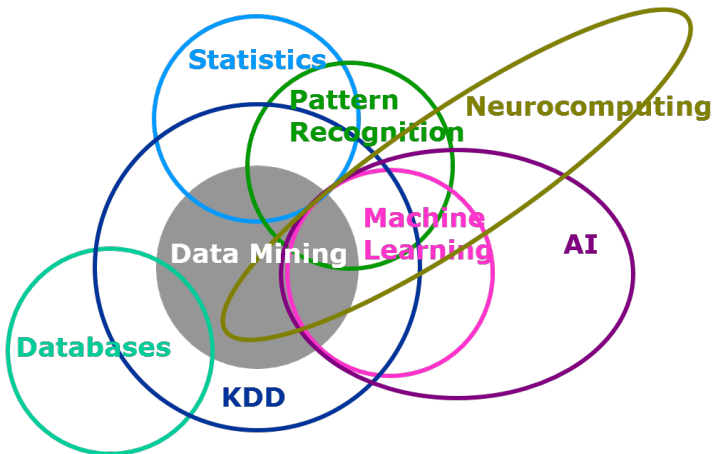 Statistics
Pattern
Recognition
Neurocomputing
Machine
Learning
Data Mining
AI
Databases
KDD